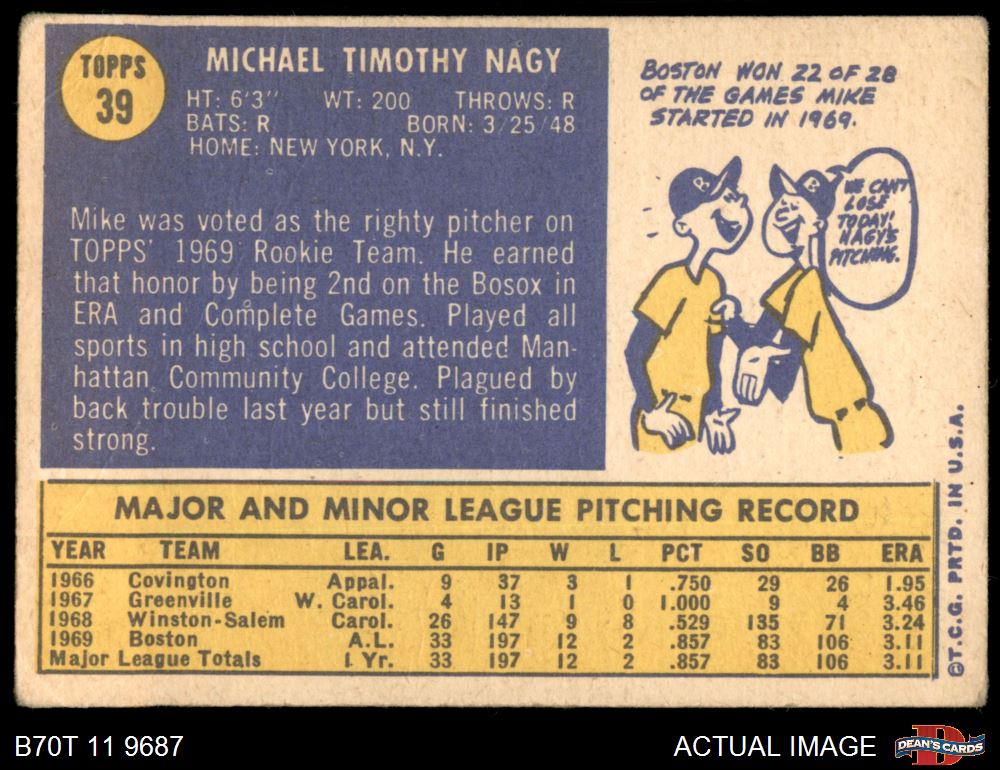 TOPPS
39
MICHAEL TIMOTHY NAGY
HT: 6'3" WT: 200 THROWS: R
BATS: R BORN: 3/25/48
HOME: NEW YORK, N.Y.
Mike was voted as the righty pitcher on
TOPPS' 1969 Rookie Team. He earned
that honor by being 2nd on the Bosox in
ERA and Complete Games. Played all
sports in high school and attended Man-
hattan Community College. Plagued by
back trouble last year but still finished
strong.
BOSTON WON 22 OF 28
OF THE GAMES MIKE
STARTED IN 1969.
B
B
WE CAN'T
LOSE
TODAY!
NAGY'S
PITCHING.
MAJOR AND MINOR LEAGUE PITCHING RECORD
YEAR TEAM LEA. G IP W L PCT SO BB ERA
1966 Covington Appal. 9 37 3 1 .750 29 26 1.95
1967 Greenville W. Carol. 4 13 1 0 1.000 9 4 3.46
1968 Winston-Salem Carol. 26 147 9 8 .529 135 71 3.24
1969 Boston A.L. 33 197 12 2 .857 83 106 3.11
Major League Totals 1 Yr. 33 197 12 2 .857 83 106 3.11
©T.C.G. PRTD. IN U.S.A.
B70T 11 9687
ACTUAL IMAGE
DEAN'S CARDS